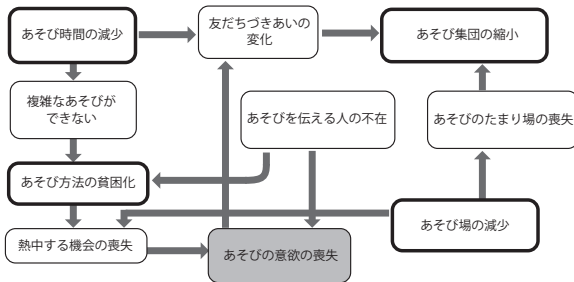 あそび時間の減少
友だちづきあいの
変化
あそび集団の縮小
複雑なあそびが
できない
あそびを伝える人の不在
あそびのたまり場の喪失
あそび方法の貧困化
あそび場の減少
熱中する機会の喪失
あそびの意欲の喪失